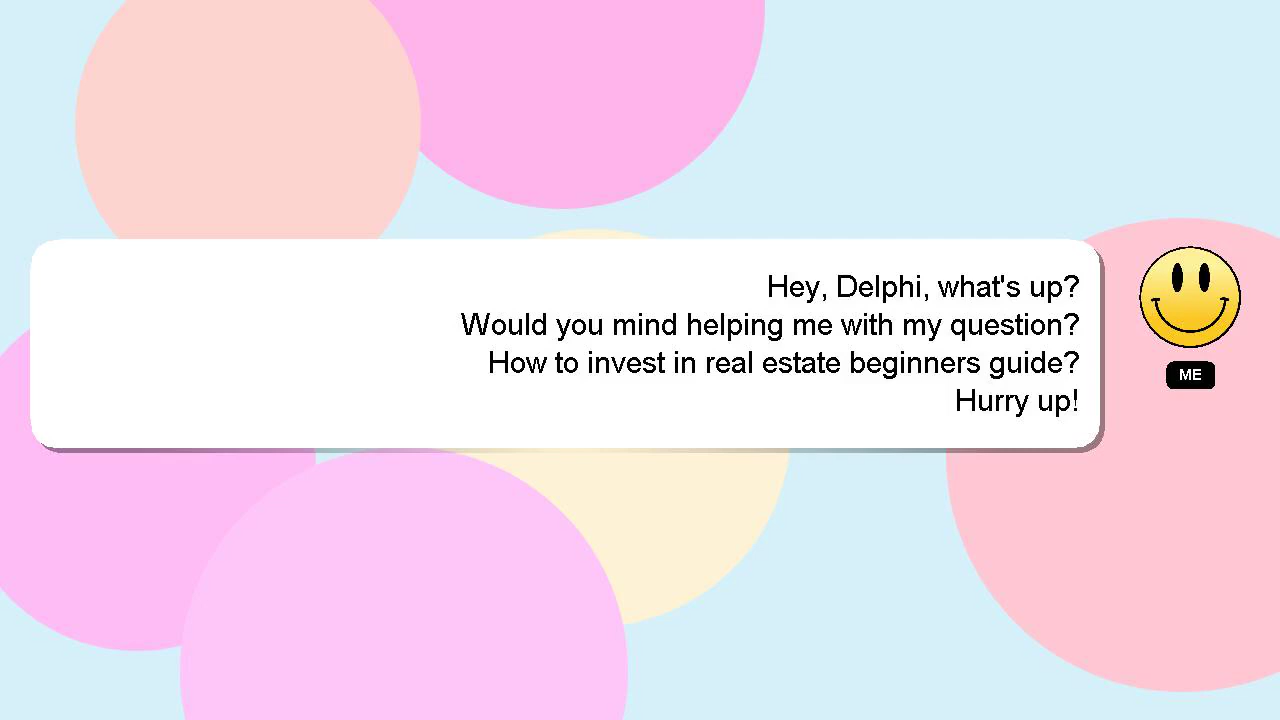 Hey, Delphi, what's up?
Would you mind helping me with my question?
How to invest in real estate beginners guide?
Hurry up!
ME